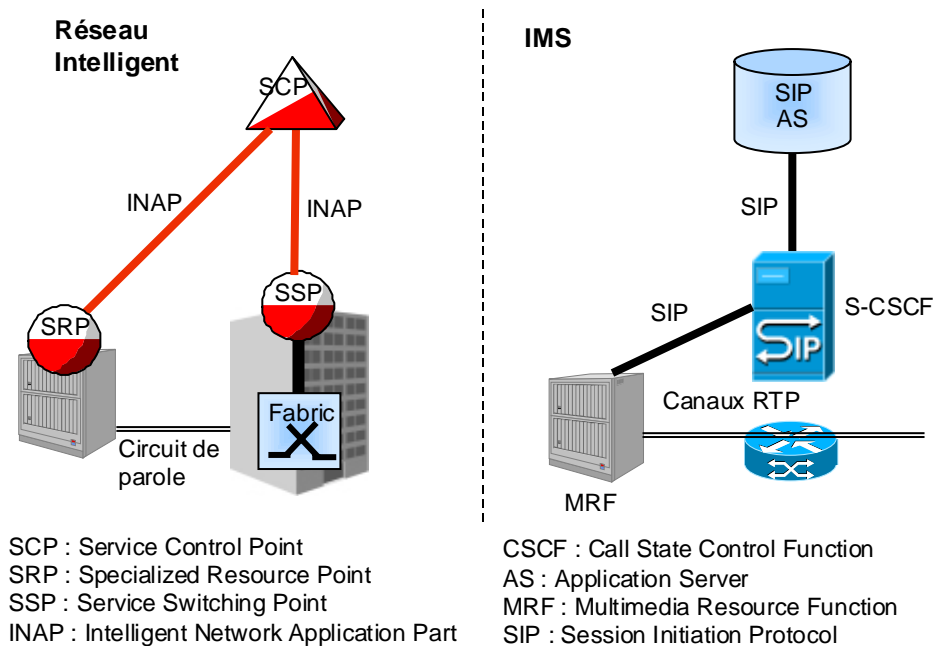 Réseau
Intelligent
SCP
INAP
INAP
SSP
SRP
Fabric
Circuit de
parole
SCP : Service Control Point
SRP : Specialized Resource Point
SSP : Service Switching Point
INAP : Intelligent Network Application Part
IMS
SIP
AS
SIP
S-CSCF
SIP
SIP
Canaux RTP
MRF
CSCF : Call State Control Function
AS : Application Server
MRF : Multimedia Resource Function
SIP : Session Initiation Protocol